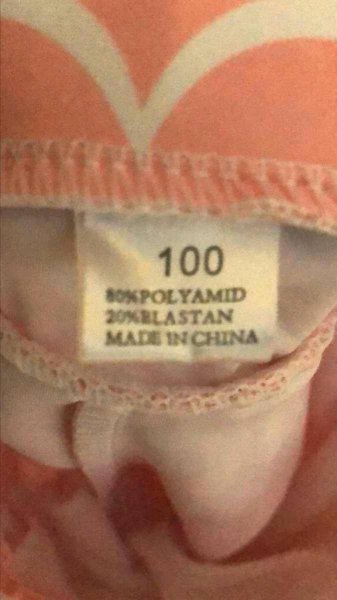 100
80%POLYAMID
20%ELASTAN
MADE IN CHINA